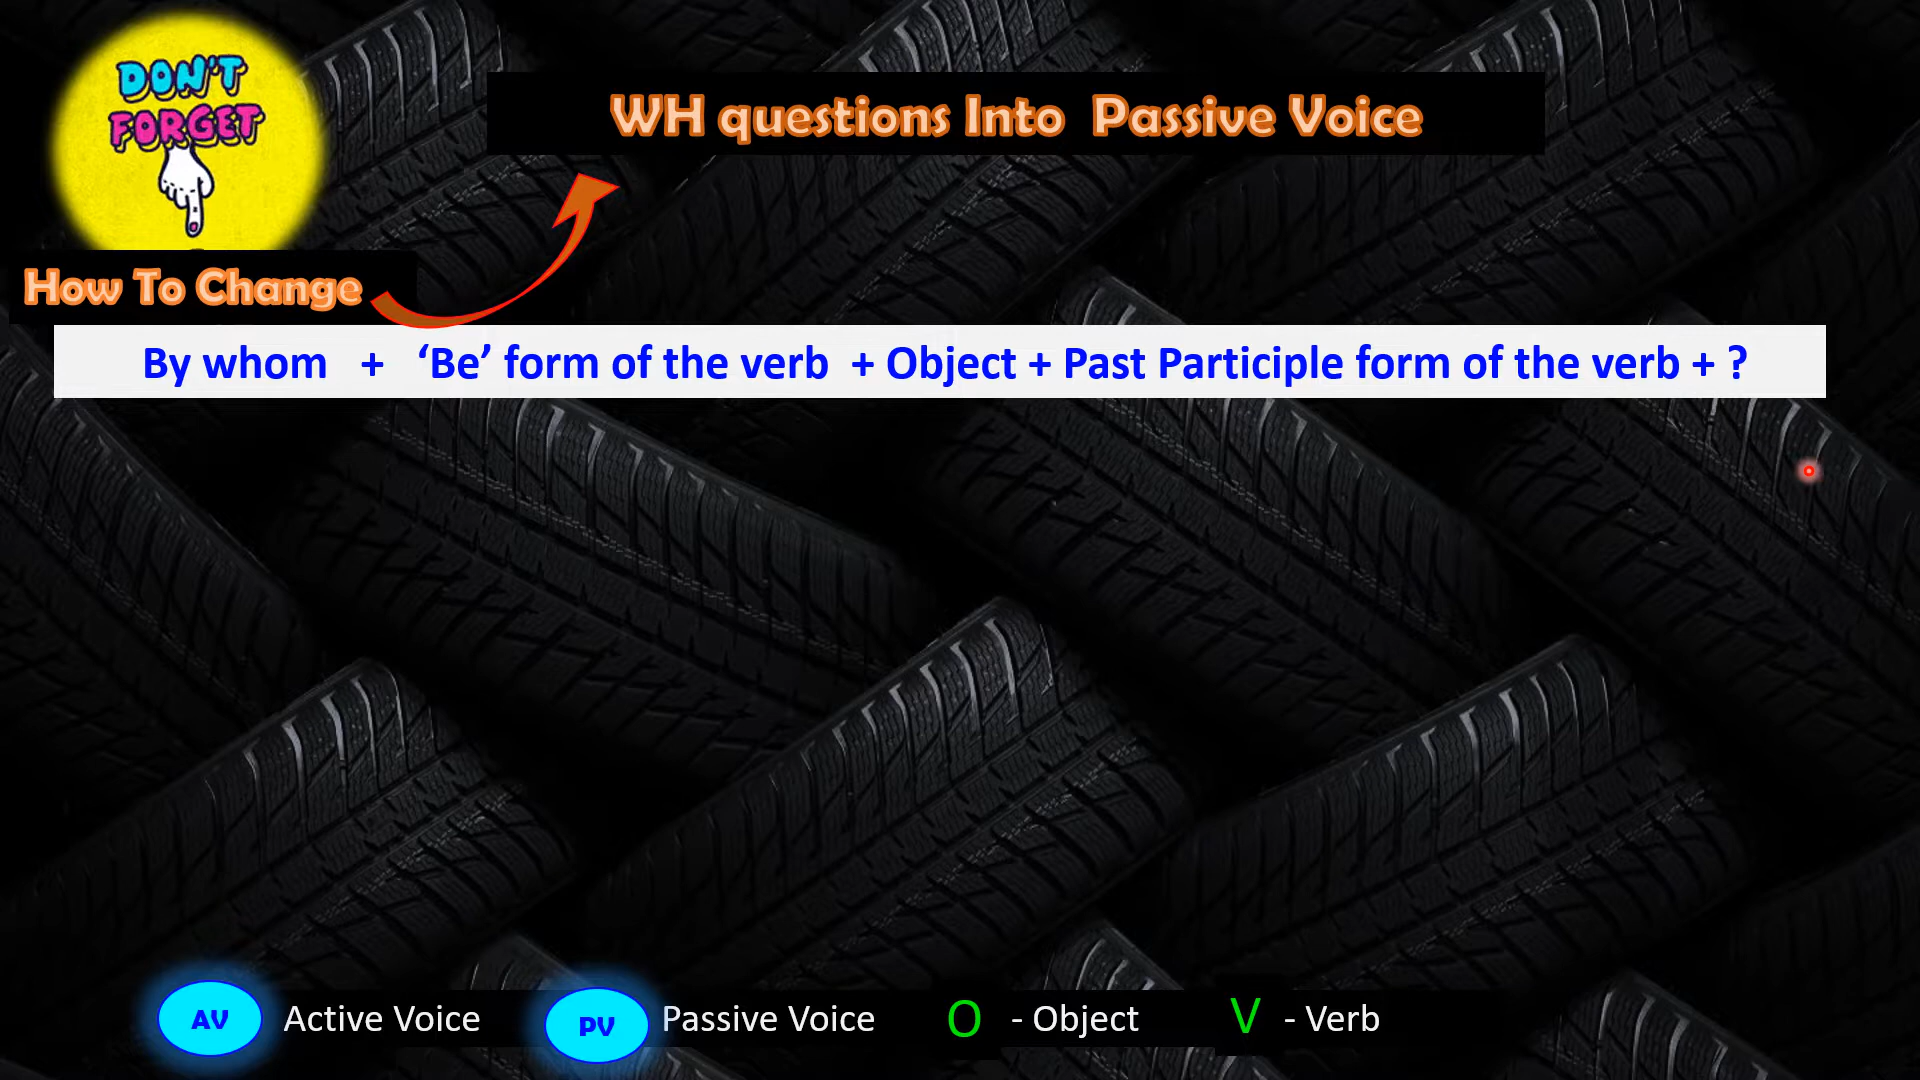 DON'T
FORGET
WH questions Into Passive Voice
How To Change
By whom + ‘Be’ form of the verb + Object + Past Participle form of the verb + ?
AV Active Voice PV Passive Voice O - Object V - Verb